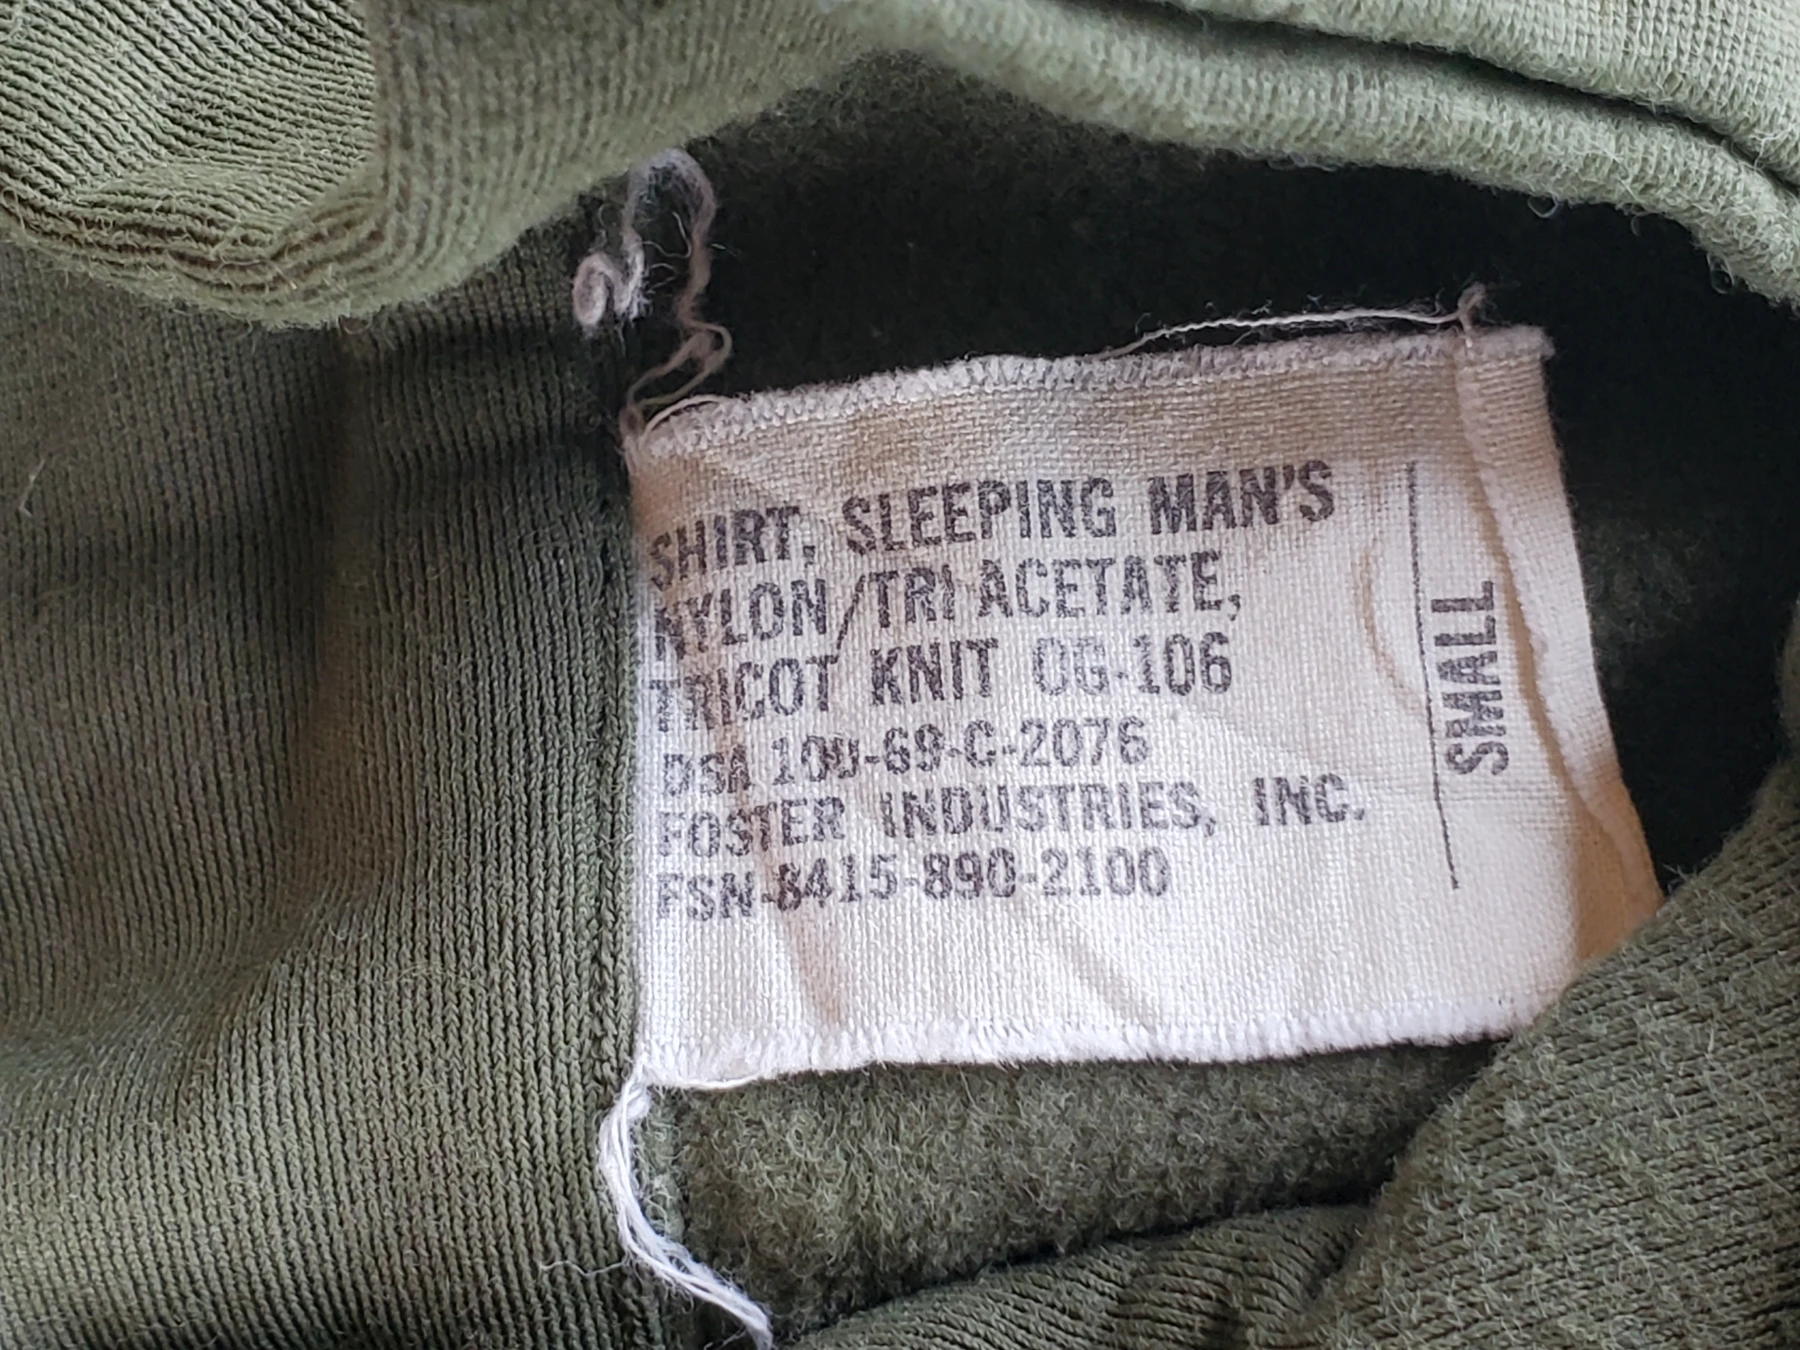 SHIRT, SLEEPING MAN'S
NYLON/TRI ACETATE,
TRICOT KNIT OG-106
DSA 100-69-C-2076
FOSTER INDUSTRIES, INC.
FSN-8415-890-2100
SMALL